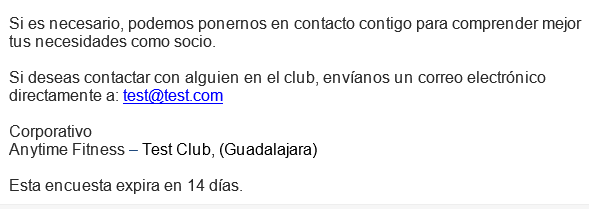 Si es necesario, podemos ponernos en contacto contigo para comprender mejor
tus necesidades como socio.
Si deseas contactar con alguien en el club, envíanos un correo electrónico
directamente a: test@test.com
Corporativo
Anytime Fitness – Test Club, (Guadalajara)
Esta encuesta expira en 14 días.